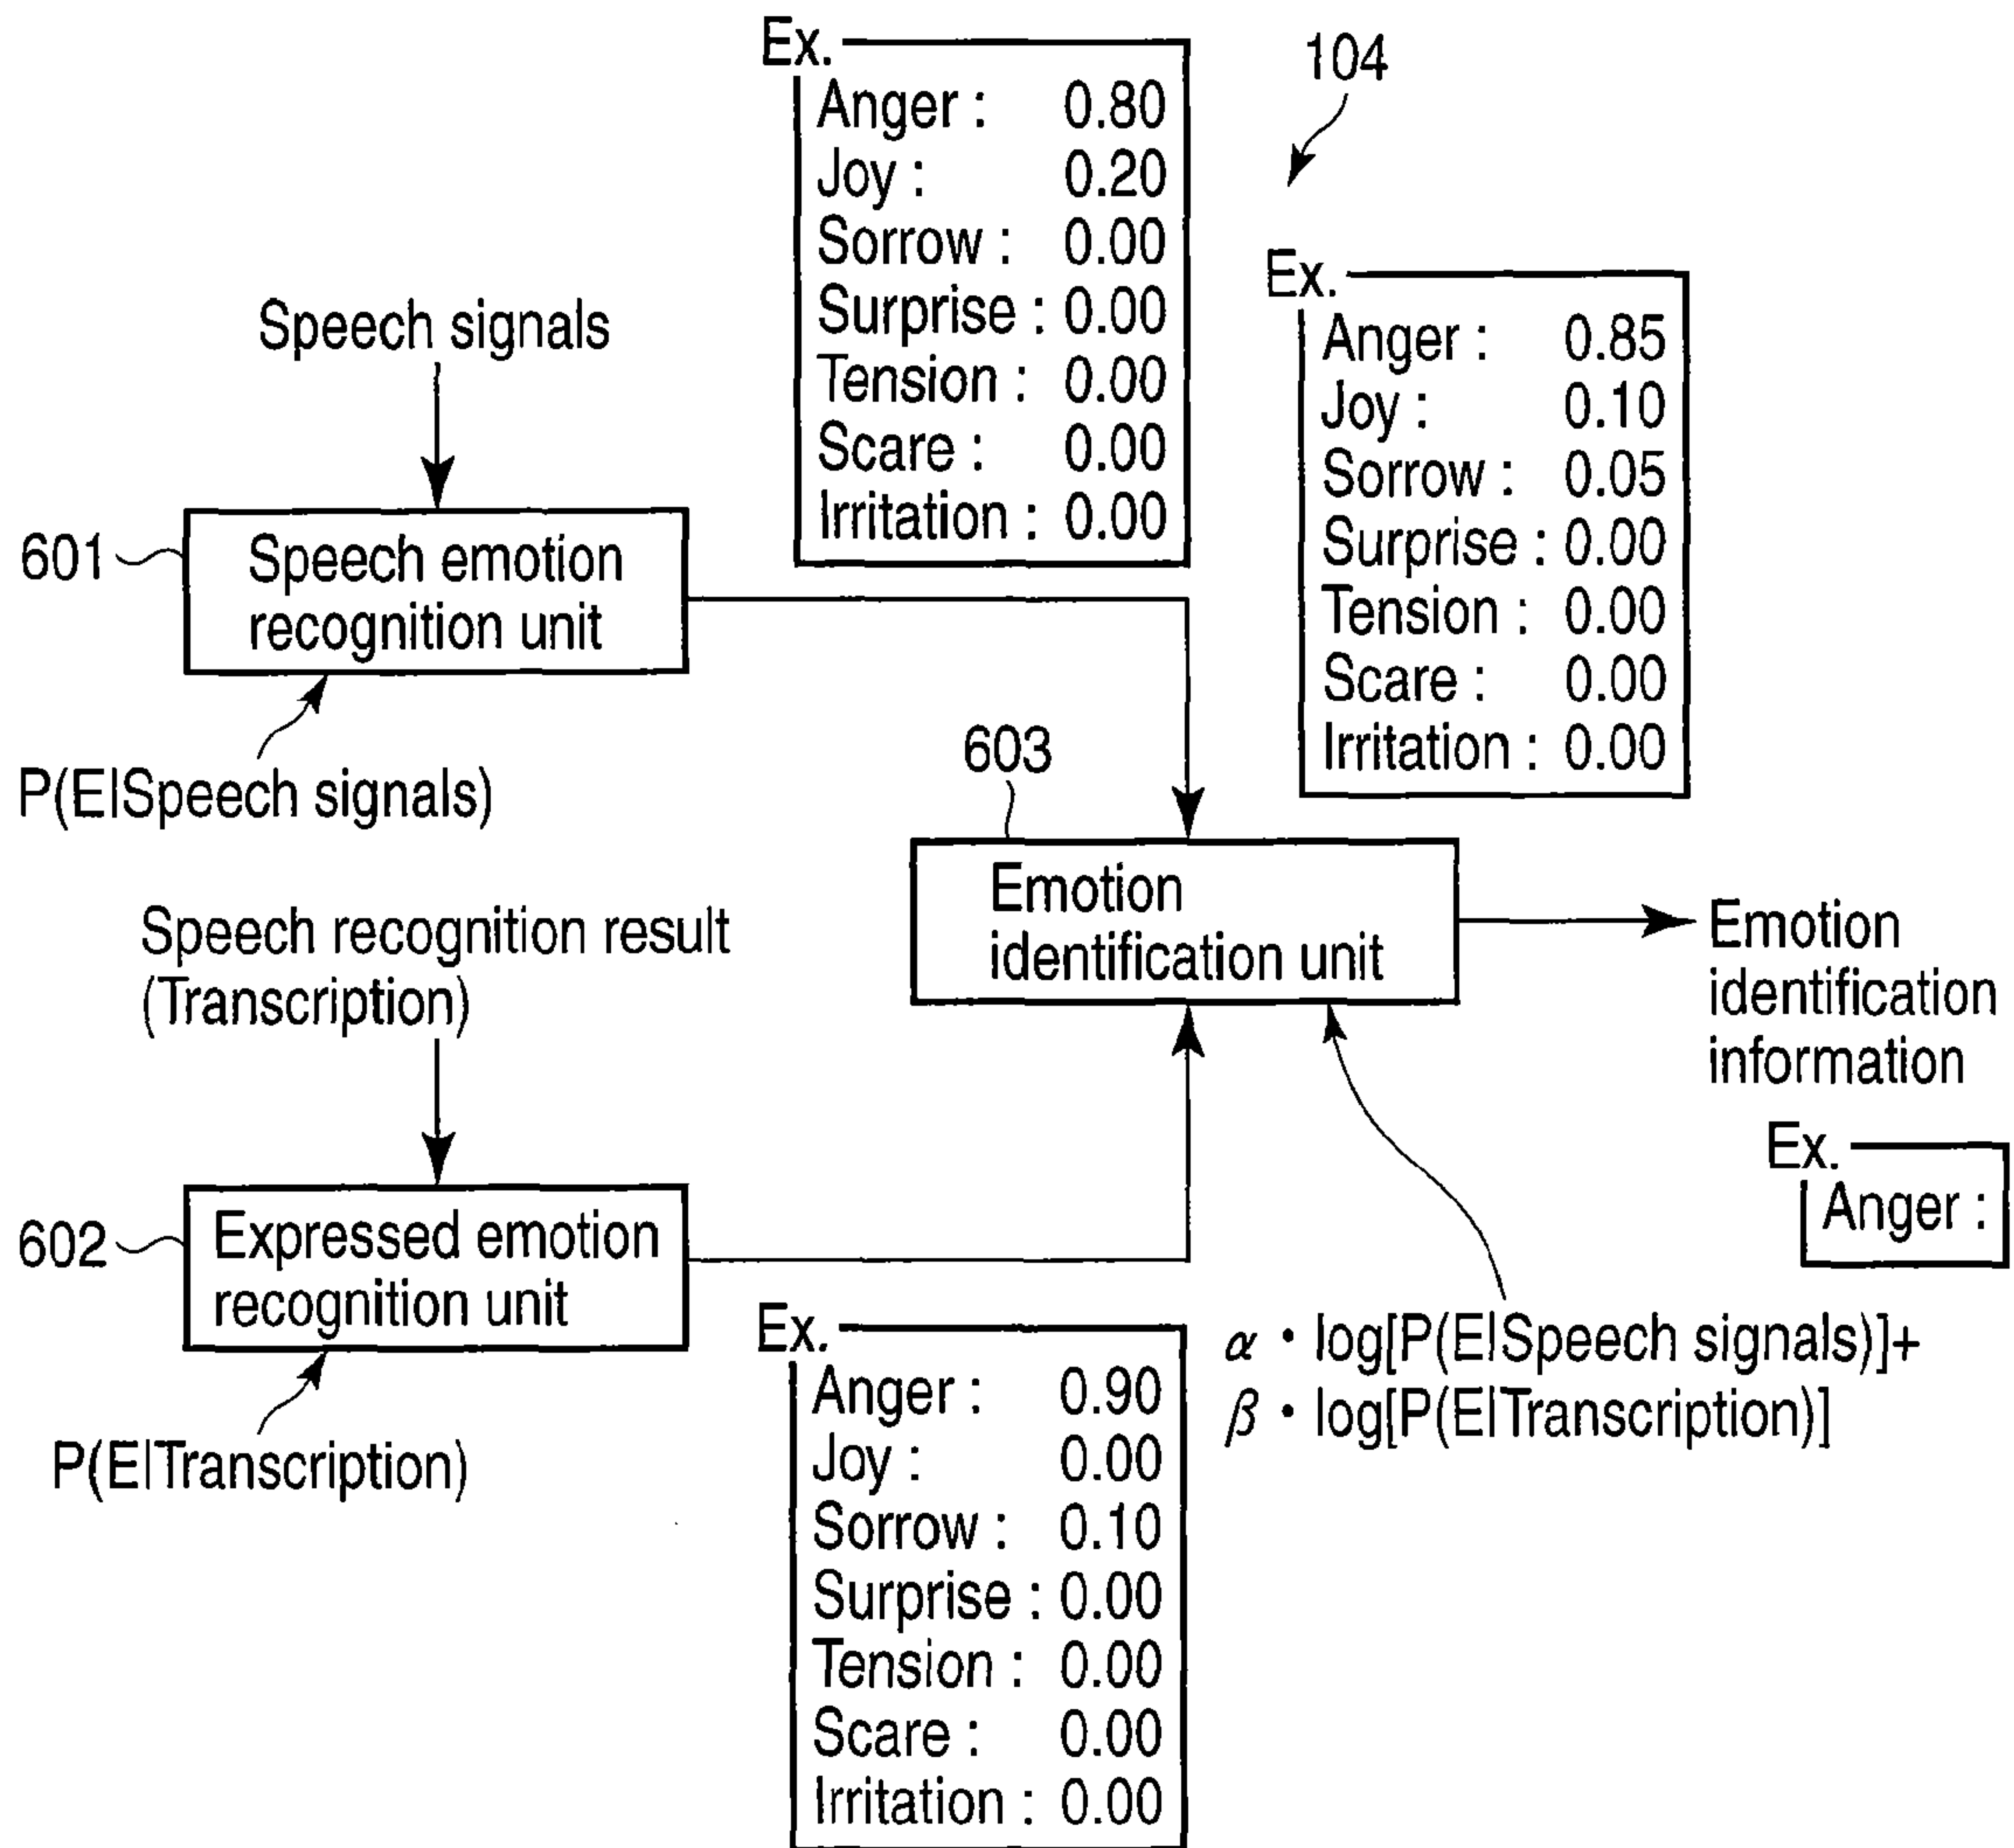 Ex.
Anger : 0.80
Joy : 0.20
Sorrow : 0.00
Surprise : 0.00
Tension : 0.00
Scare : 0.00
Irritation : 0.00
104
Ex.
Anger : 0.85
Joy : 0.10
Sorrow : 0.05
Surprise : 0.00
Tension : 0.00
Scare : 0.00
Irritation : 0.00
Speech signals
601
Speech emotion
recognition unit
P(E|Speech signals)
603
Emotion
identification unit
Emotion
identification
information
Ex.
Anger :
Speech recognition result
(Transcription)
602
Expressed emotion
recognition unit
P(E|Transcription)
Ex.
Anger : 0.90
Joy : 0.00
Sorrow : 0.10
Surprise : 0.00
Tension : 0.00
Scare : 0.00
Irritation : 0.00
α · log[P(E|Speech signals)]+
β · log[P(E|Transcription)]